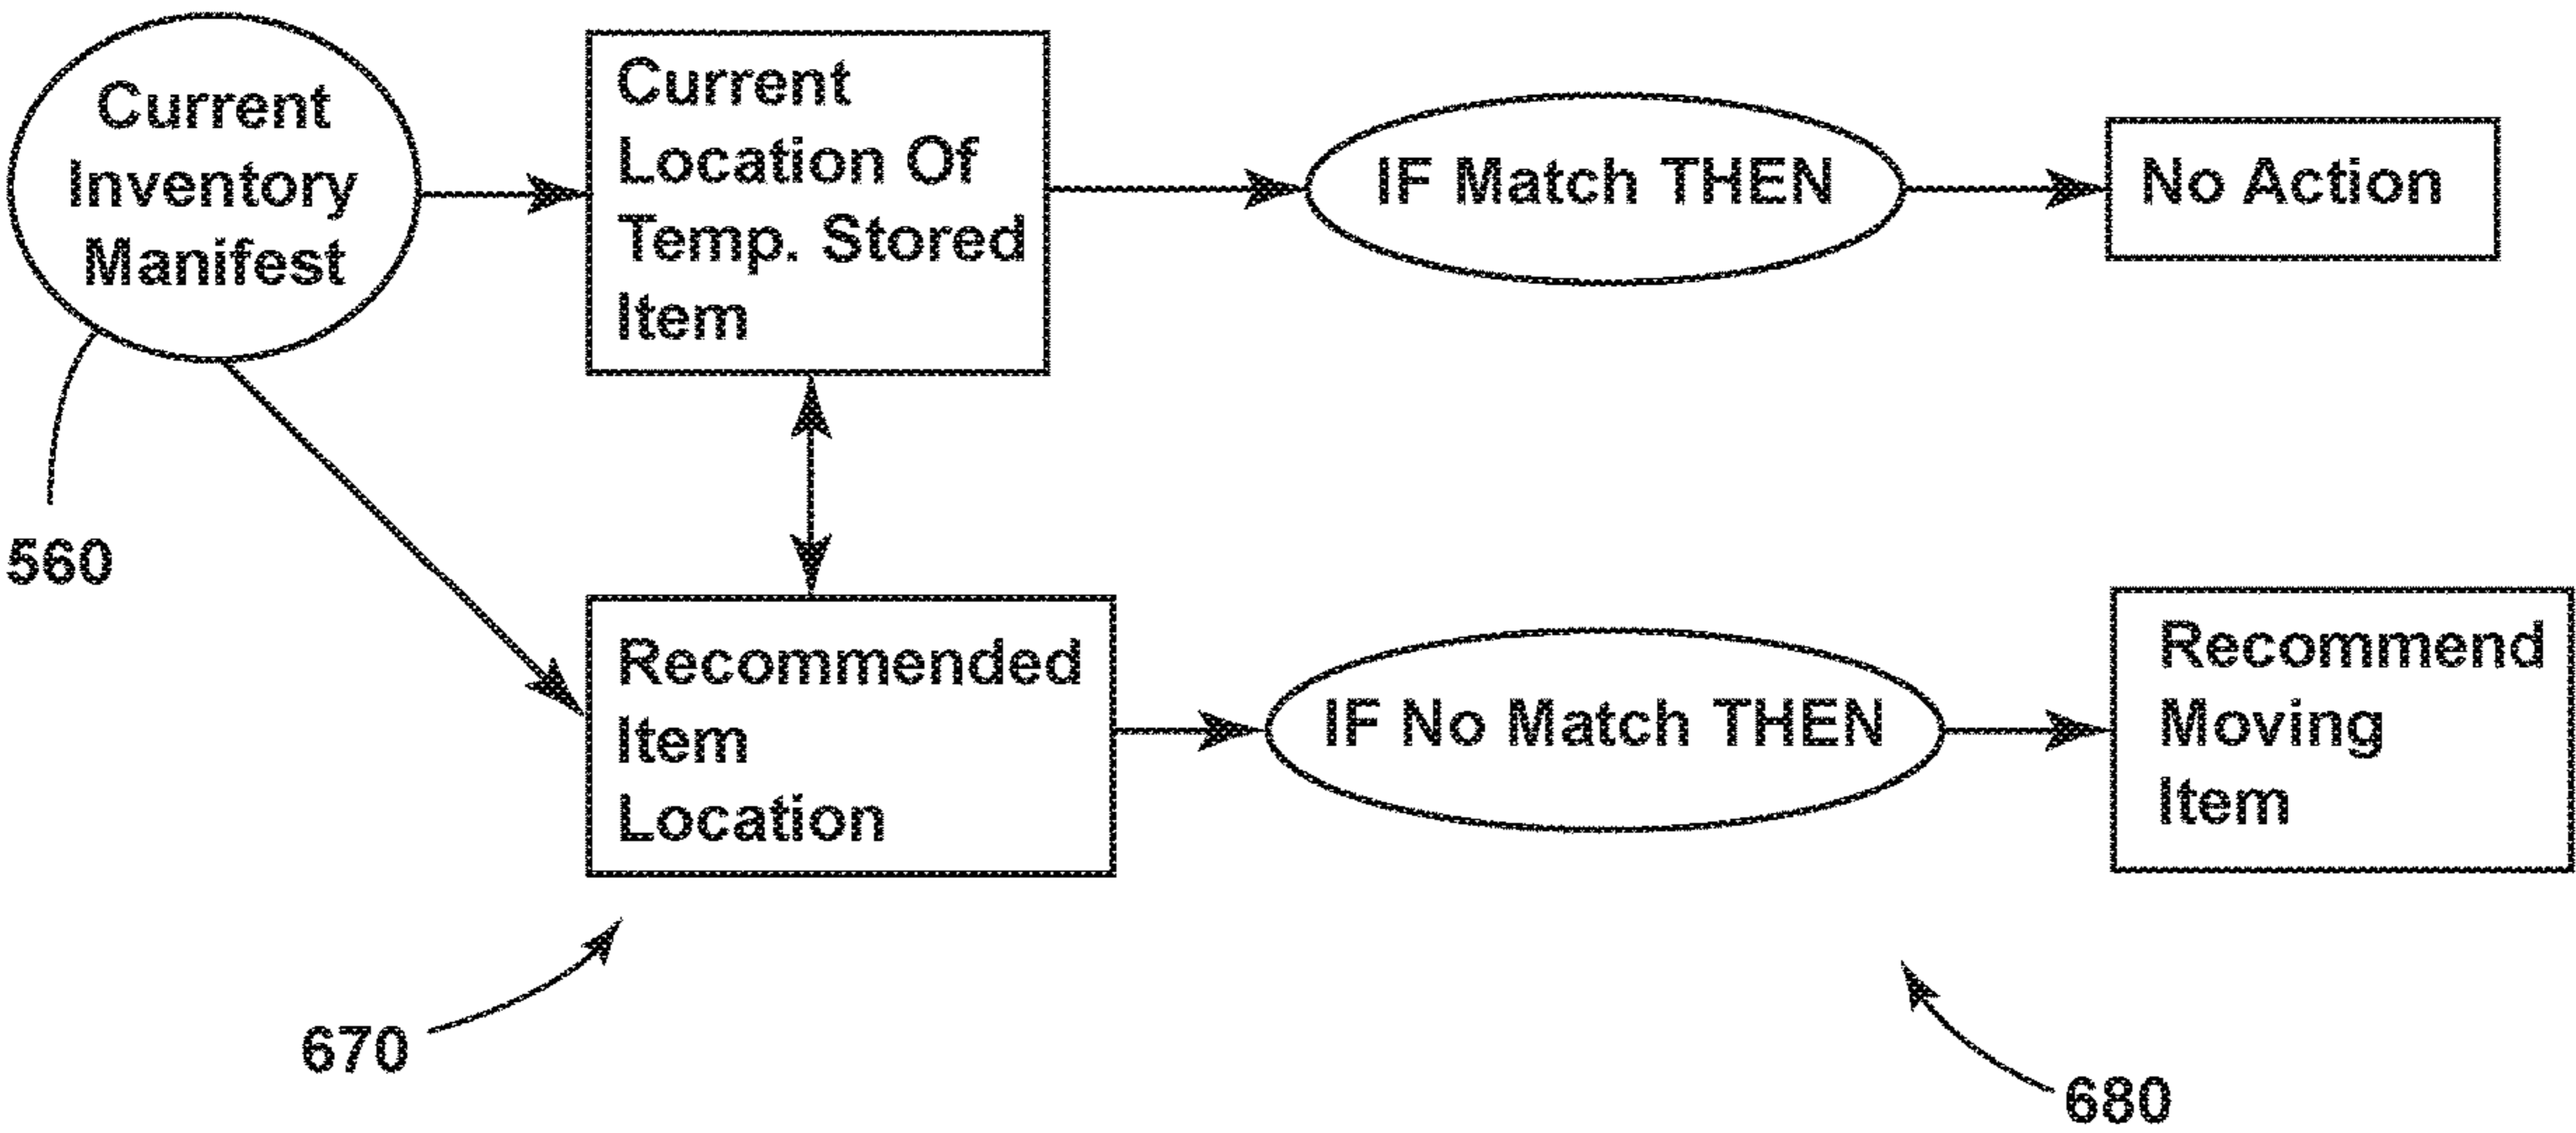 Current
Inventory
Manifest
Current
Location Of
Temp. Stored
Item
IF Match THEN
No Action
560
Recommended
Item
Location
IF No Match THEN
Recommend
Moving
Item
670
680